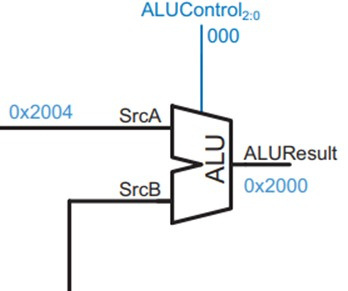 ALUControl2:0
000
0x2004
SrcA
ALU
ALUResult
SrcB
0x2000